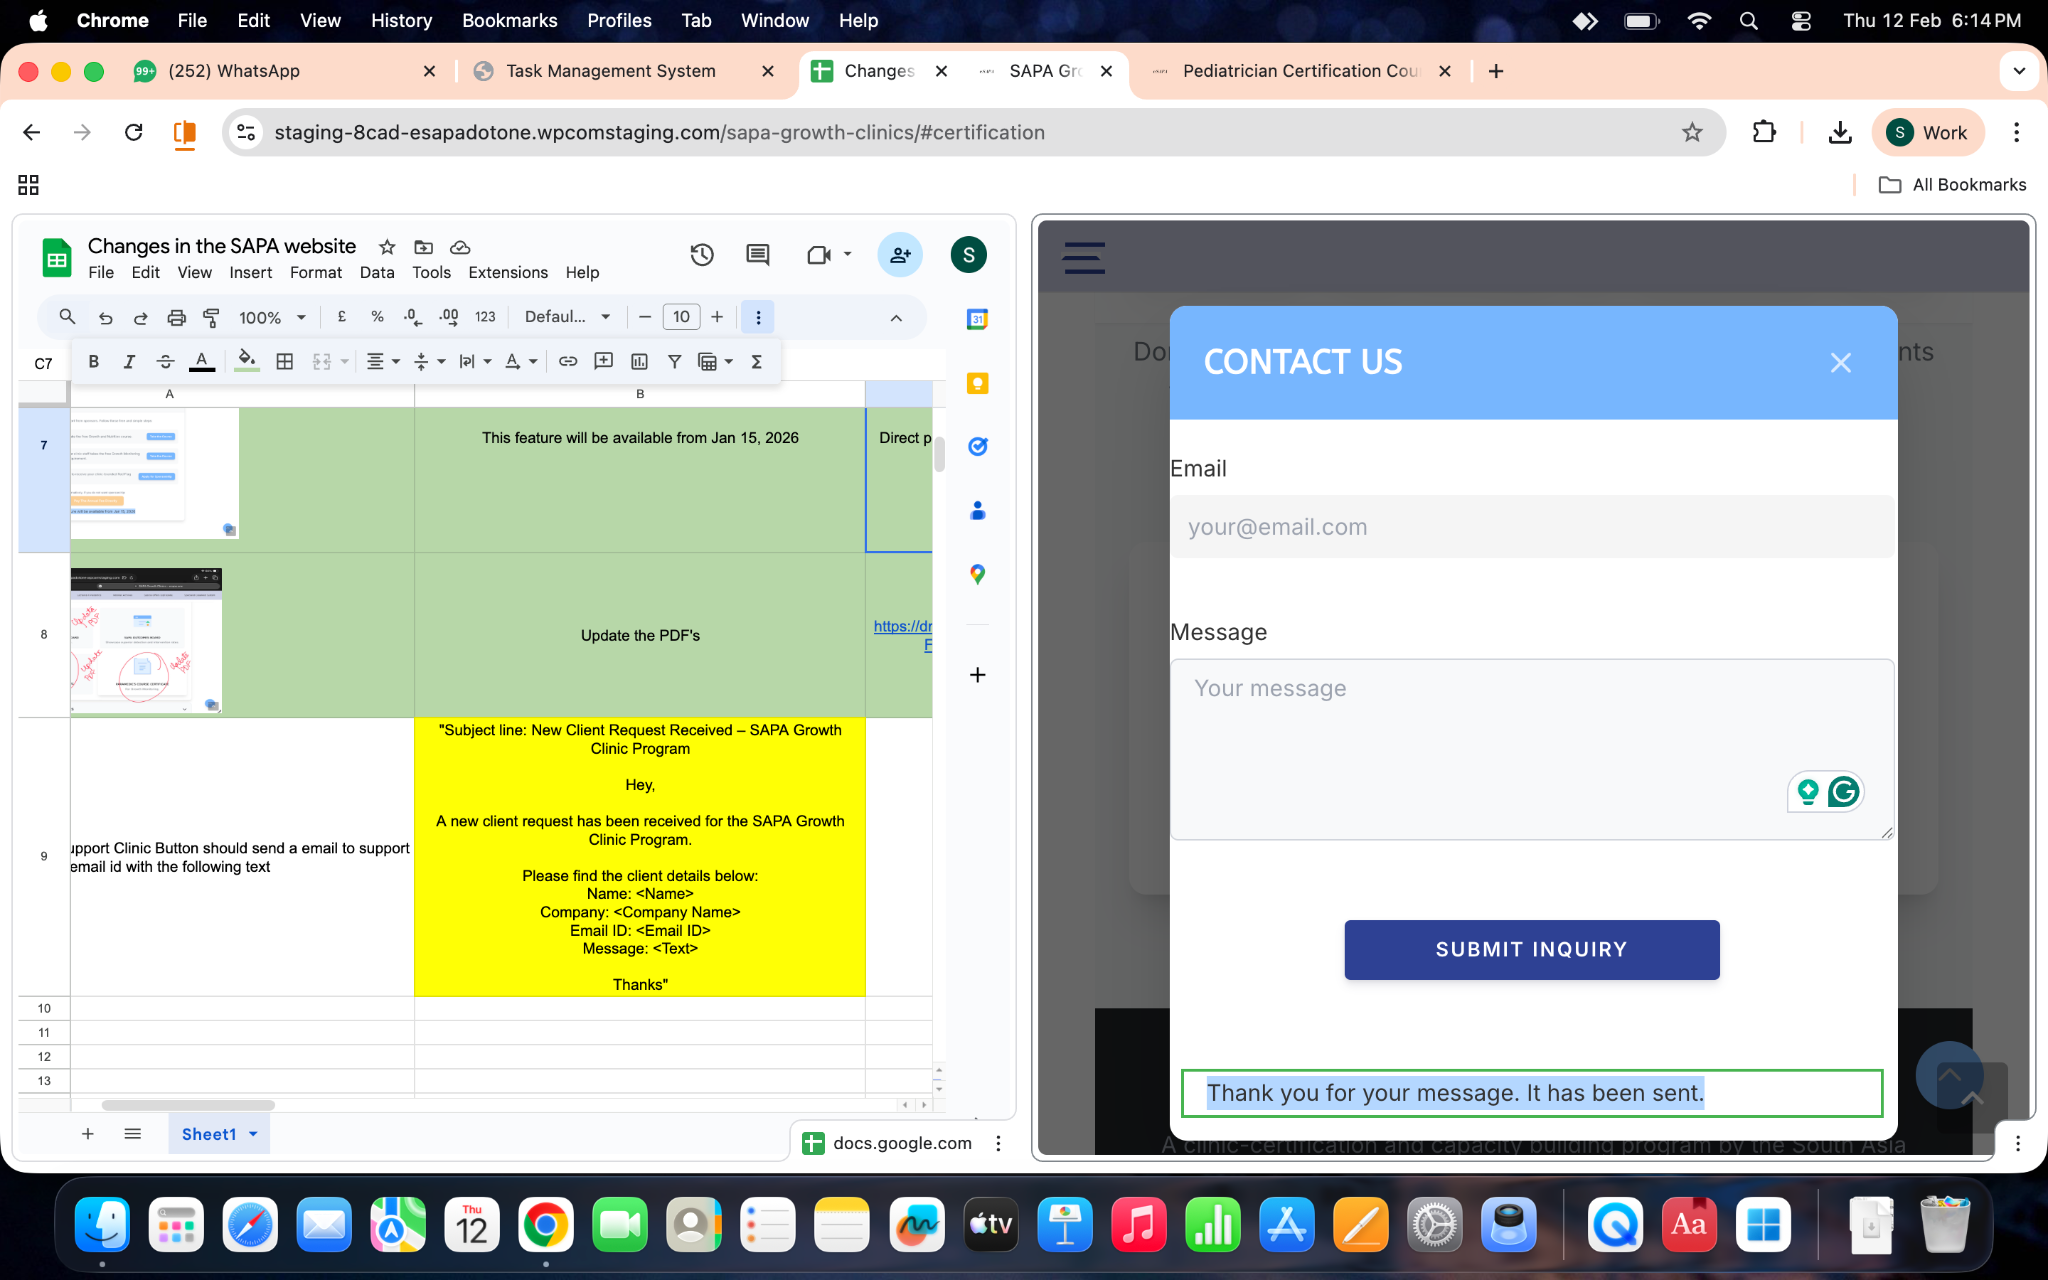 Chrome File Edit View History Bookmarks Profiles Tab Window Help Thu 12 Feb 6:14 PM
99+ (252) WhatsApp Task Management System Changes SAPA Gro Pediatrician Certification Cou
staging-8cad-esapadotone.wpcomstaging.com/sapa-growth-clinics/#certification S Work
All Bookmarks
Changes in the SAPA website S
File Edit View Insert Format Data Tools Extensions Help
100% £ % .0 .00 123 Defaul... 10
C7 B I A
A B
7 This feature will be available from Jan 15, 2026 Direct p
8 Update the PDF's https://dr
F
9 upport Clinic Button should send a email to support
email id with the following text
"Subject line: New Client Request Received – SAPA Growth
Clinic Program
Hey,
A new client request has been received for the SAPA Growth
Clinic Program.
Please find the client details below:
Name: <Name>
Company: <Company Name>
Email ID: <Email ID>
Message: <Text>
Thanks"
10
11
12
13
Sheet1
docs.google.com
31
CONTACT US
Email
your@email.com
Message
Your message
SUBMIT INQUIRY
Thank you for your message. It has been sent.
A clinic-certification and capacity building program by the South Asia
Thu
12
tv
Aa